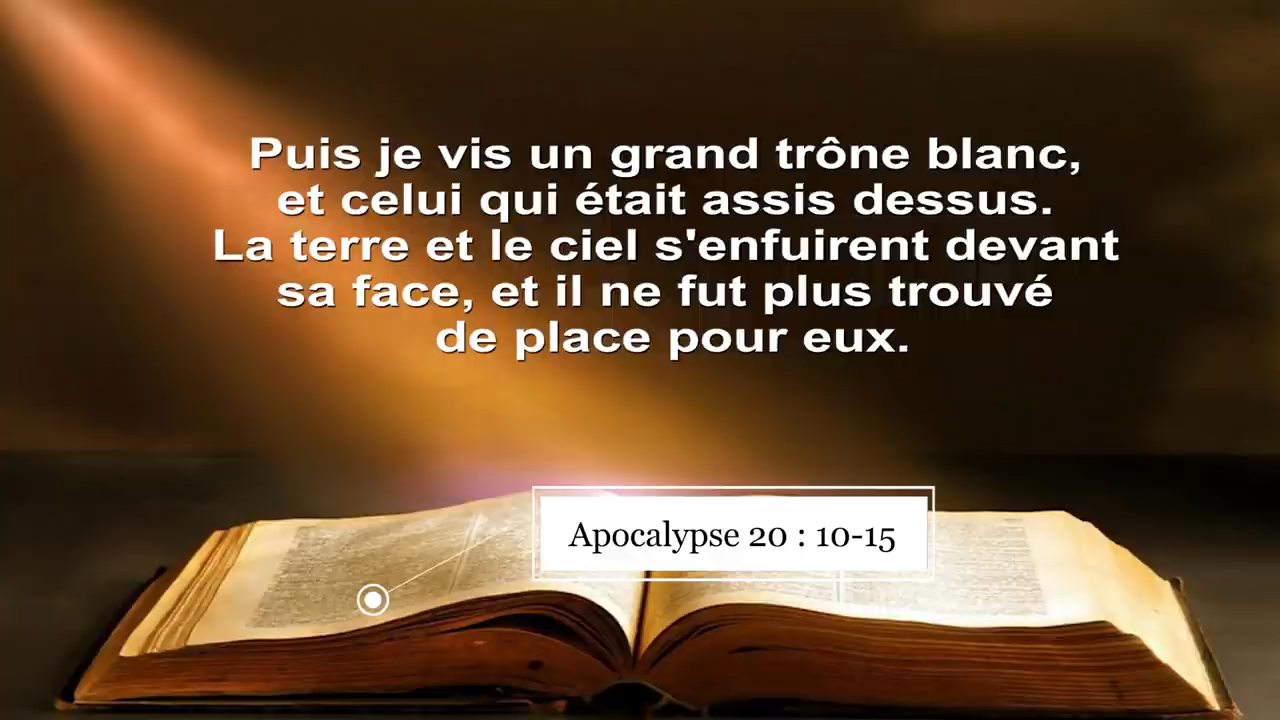 Puis je vis un grand trône blanc,
et celui qui était assis dessus.
La terre et le ciel s'enfuirent devant
sa face, et il ne fut plus trouvé
de place pour eux.
Apocalypse 20 : 10-15